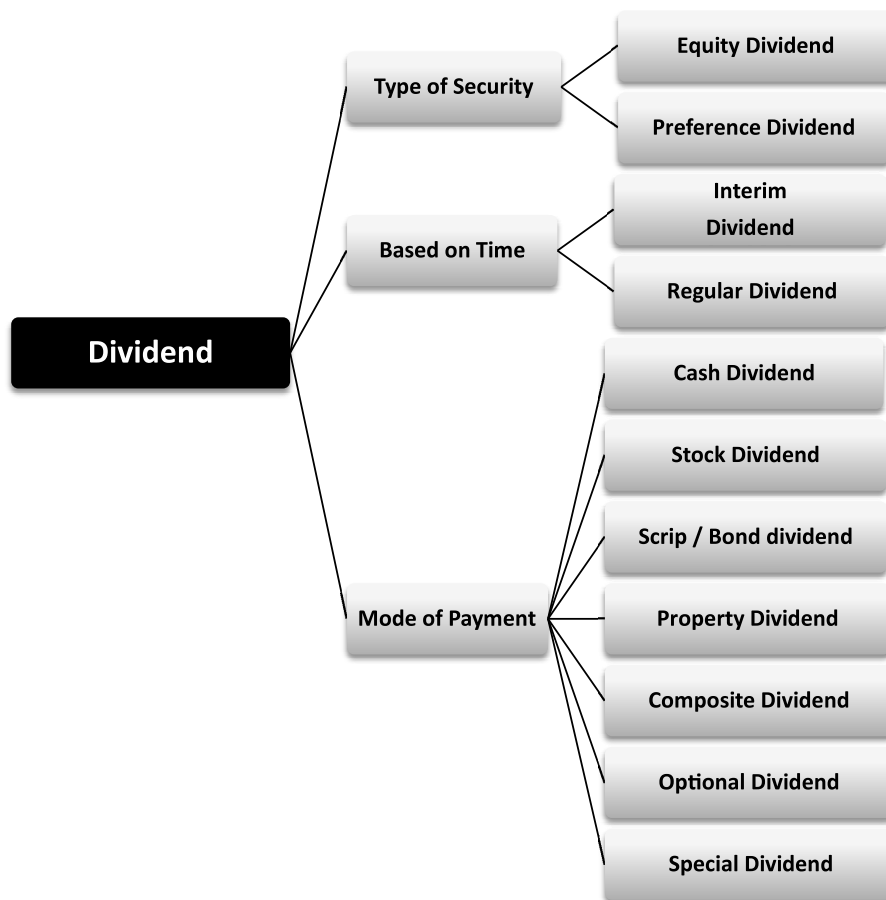 Equity Dividend
Type of Security
Preference Dividend
Interim
Dividend
Based on Time
Regular Dividend
Dividend
Cash Dividend
Stock Dividend
Scrip / Bond dividend
Mode of Payment
Property Dividend
Composite Dividend
Optional Dividend
Special Dividend